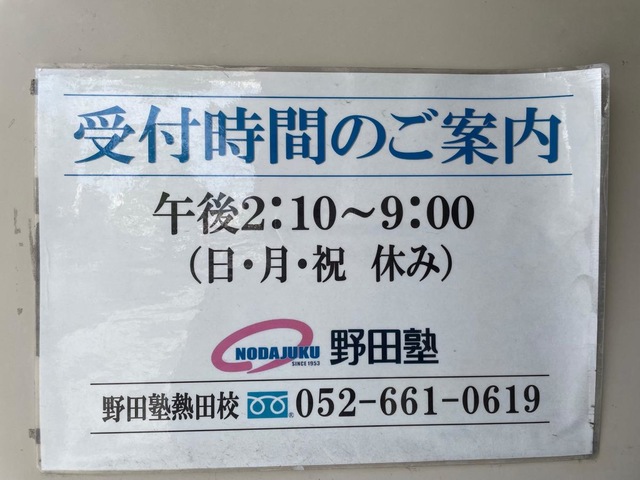 受付時間のご案内
午後2:10～9:00
(日・月・祝 休み)
NODAJUKU SINCE 1953 野田塾
野田塾熱田校 052-661-0619